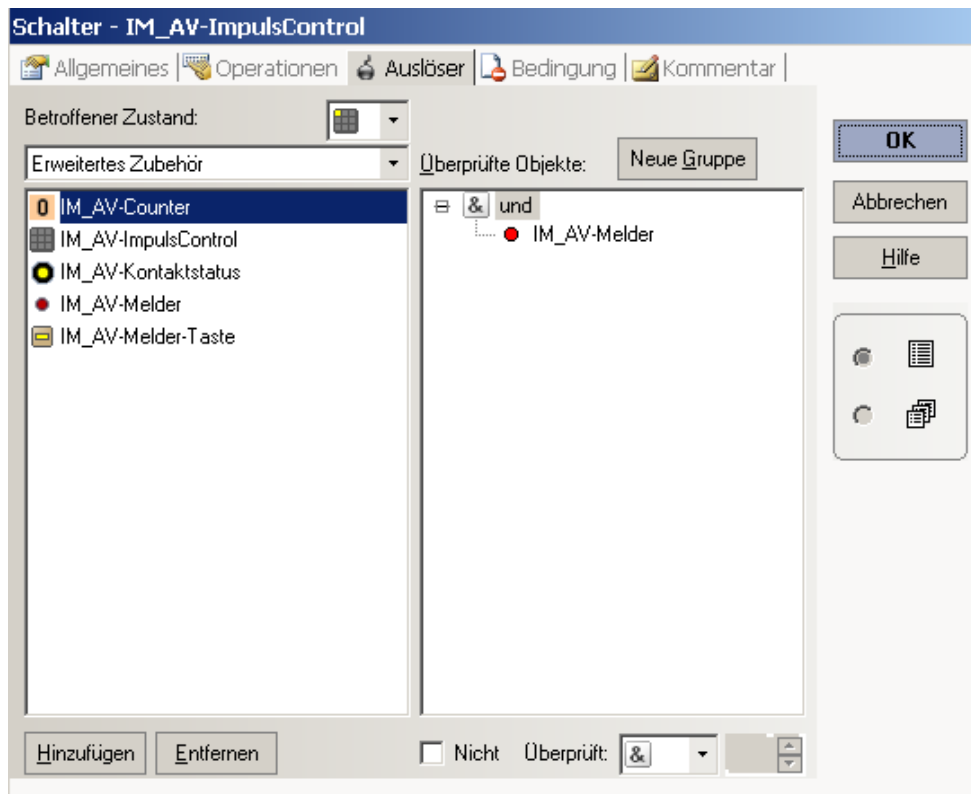 Schalter - IM_AV-ImpulsControl
Allgemeines Operationen Auslöser Bedingung Kommentar
Betroffener Zustand:
Erweitertes Zubehör
0 IM_AV-Counter
IM_AV-ImpulsControl
IM_AV-Kontaktstatus
IM_AV-Melder
IM_AV-Melder-Taste
Hinzufügen Entfernen
Überprüfte Objekte: Neue Gruppe
& und
IM_AV-Melder
Nicht Überprüft: &
OK
Abbrechen
Hilfe